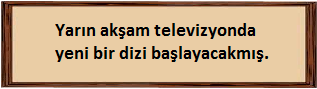 Yarın akşam televizyonda
yeni bir dizi başlayacakmış.